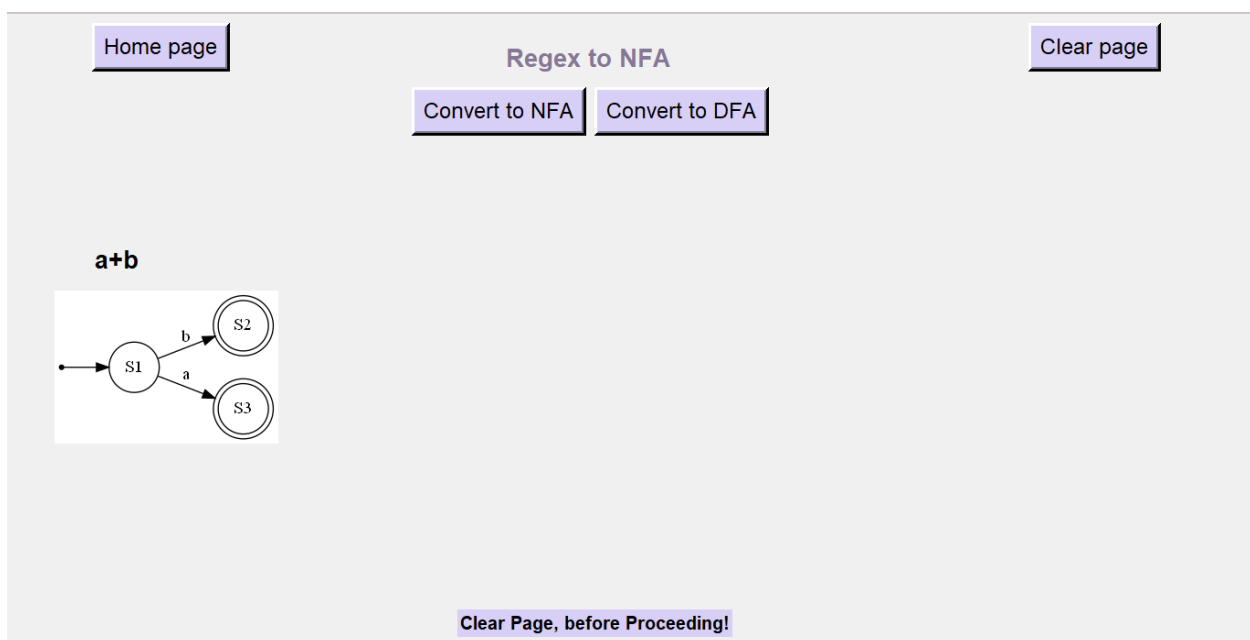 Home page
Regex to NFA
Clear page
Convert to NFA Convert to DFA
a+b
S2
b
S1
a
S3
Clear Page, before Proceeding!